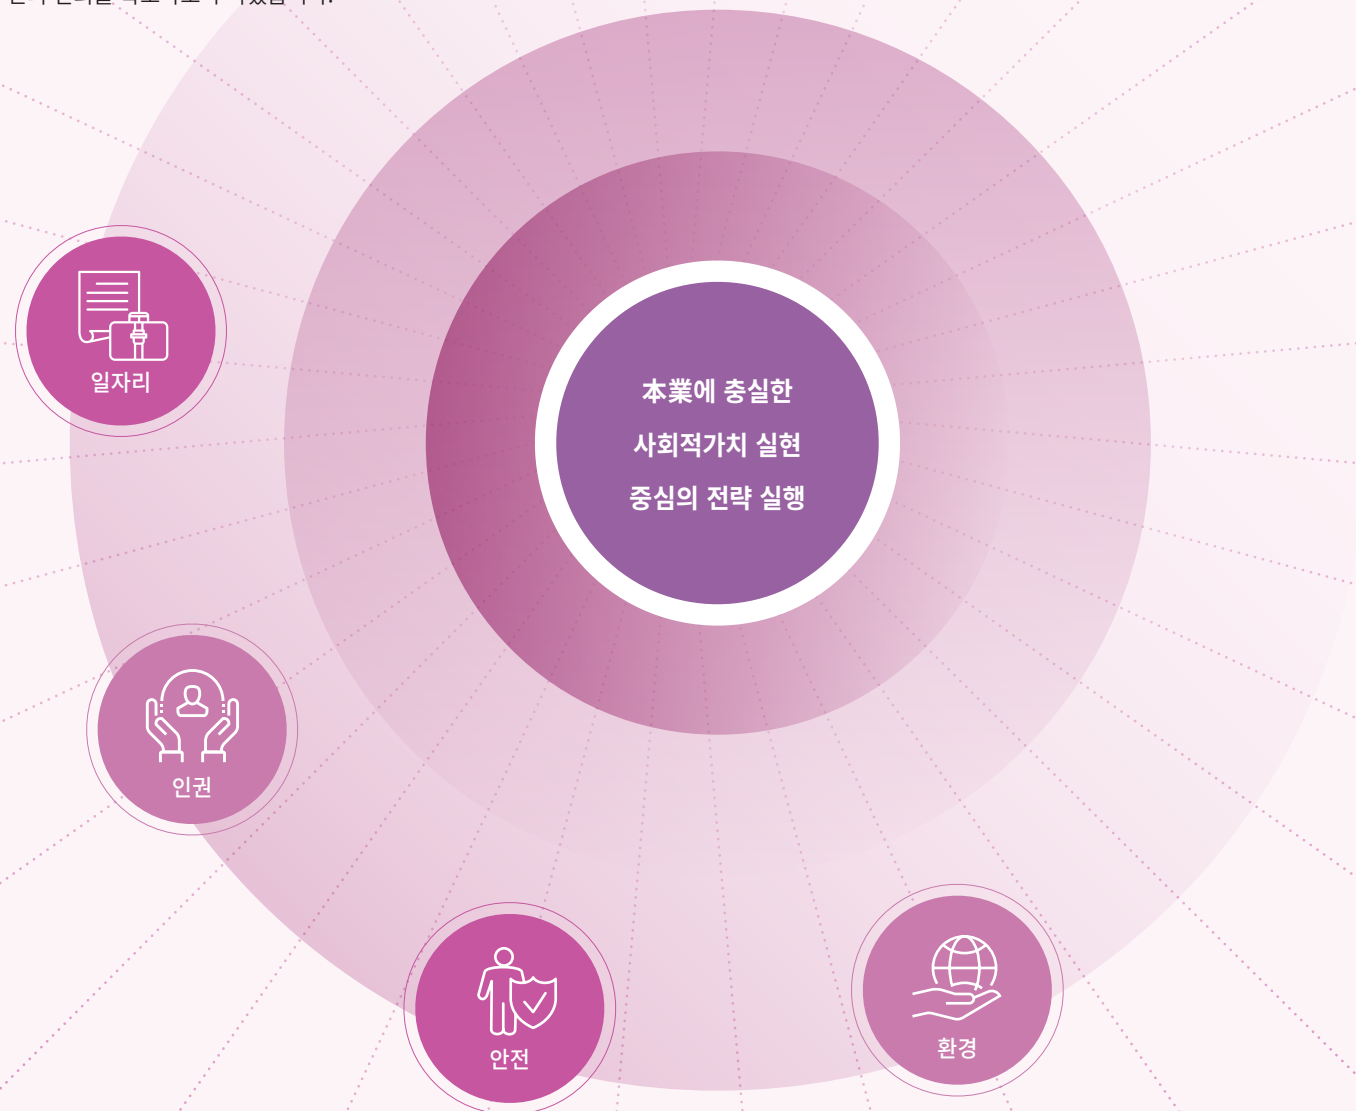 本業에 충실한
사회적가치 실현
중심의 전략 실행
일자리
인권
안전
환경